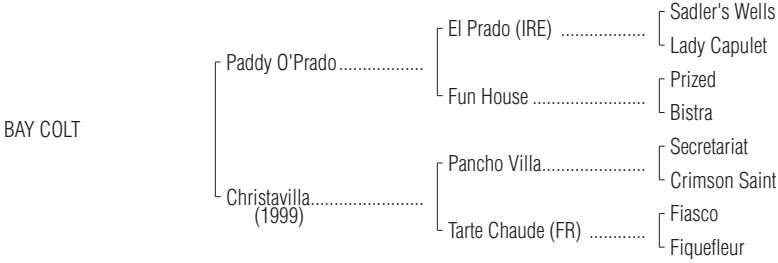 Sadler's Wells
El Prado (IRE) ..................
Lady Capulet
Paddy O'Prado..................
Prized
Fun House ........................
Bistra
BAY COLT
Secretariat
Pancho Villa......................
Crimson Saint
Christavilla........................
(1999)
Fiasco
Tarte Chaude (FR) ............
Fiquefleur